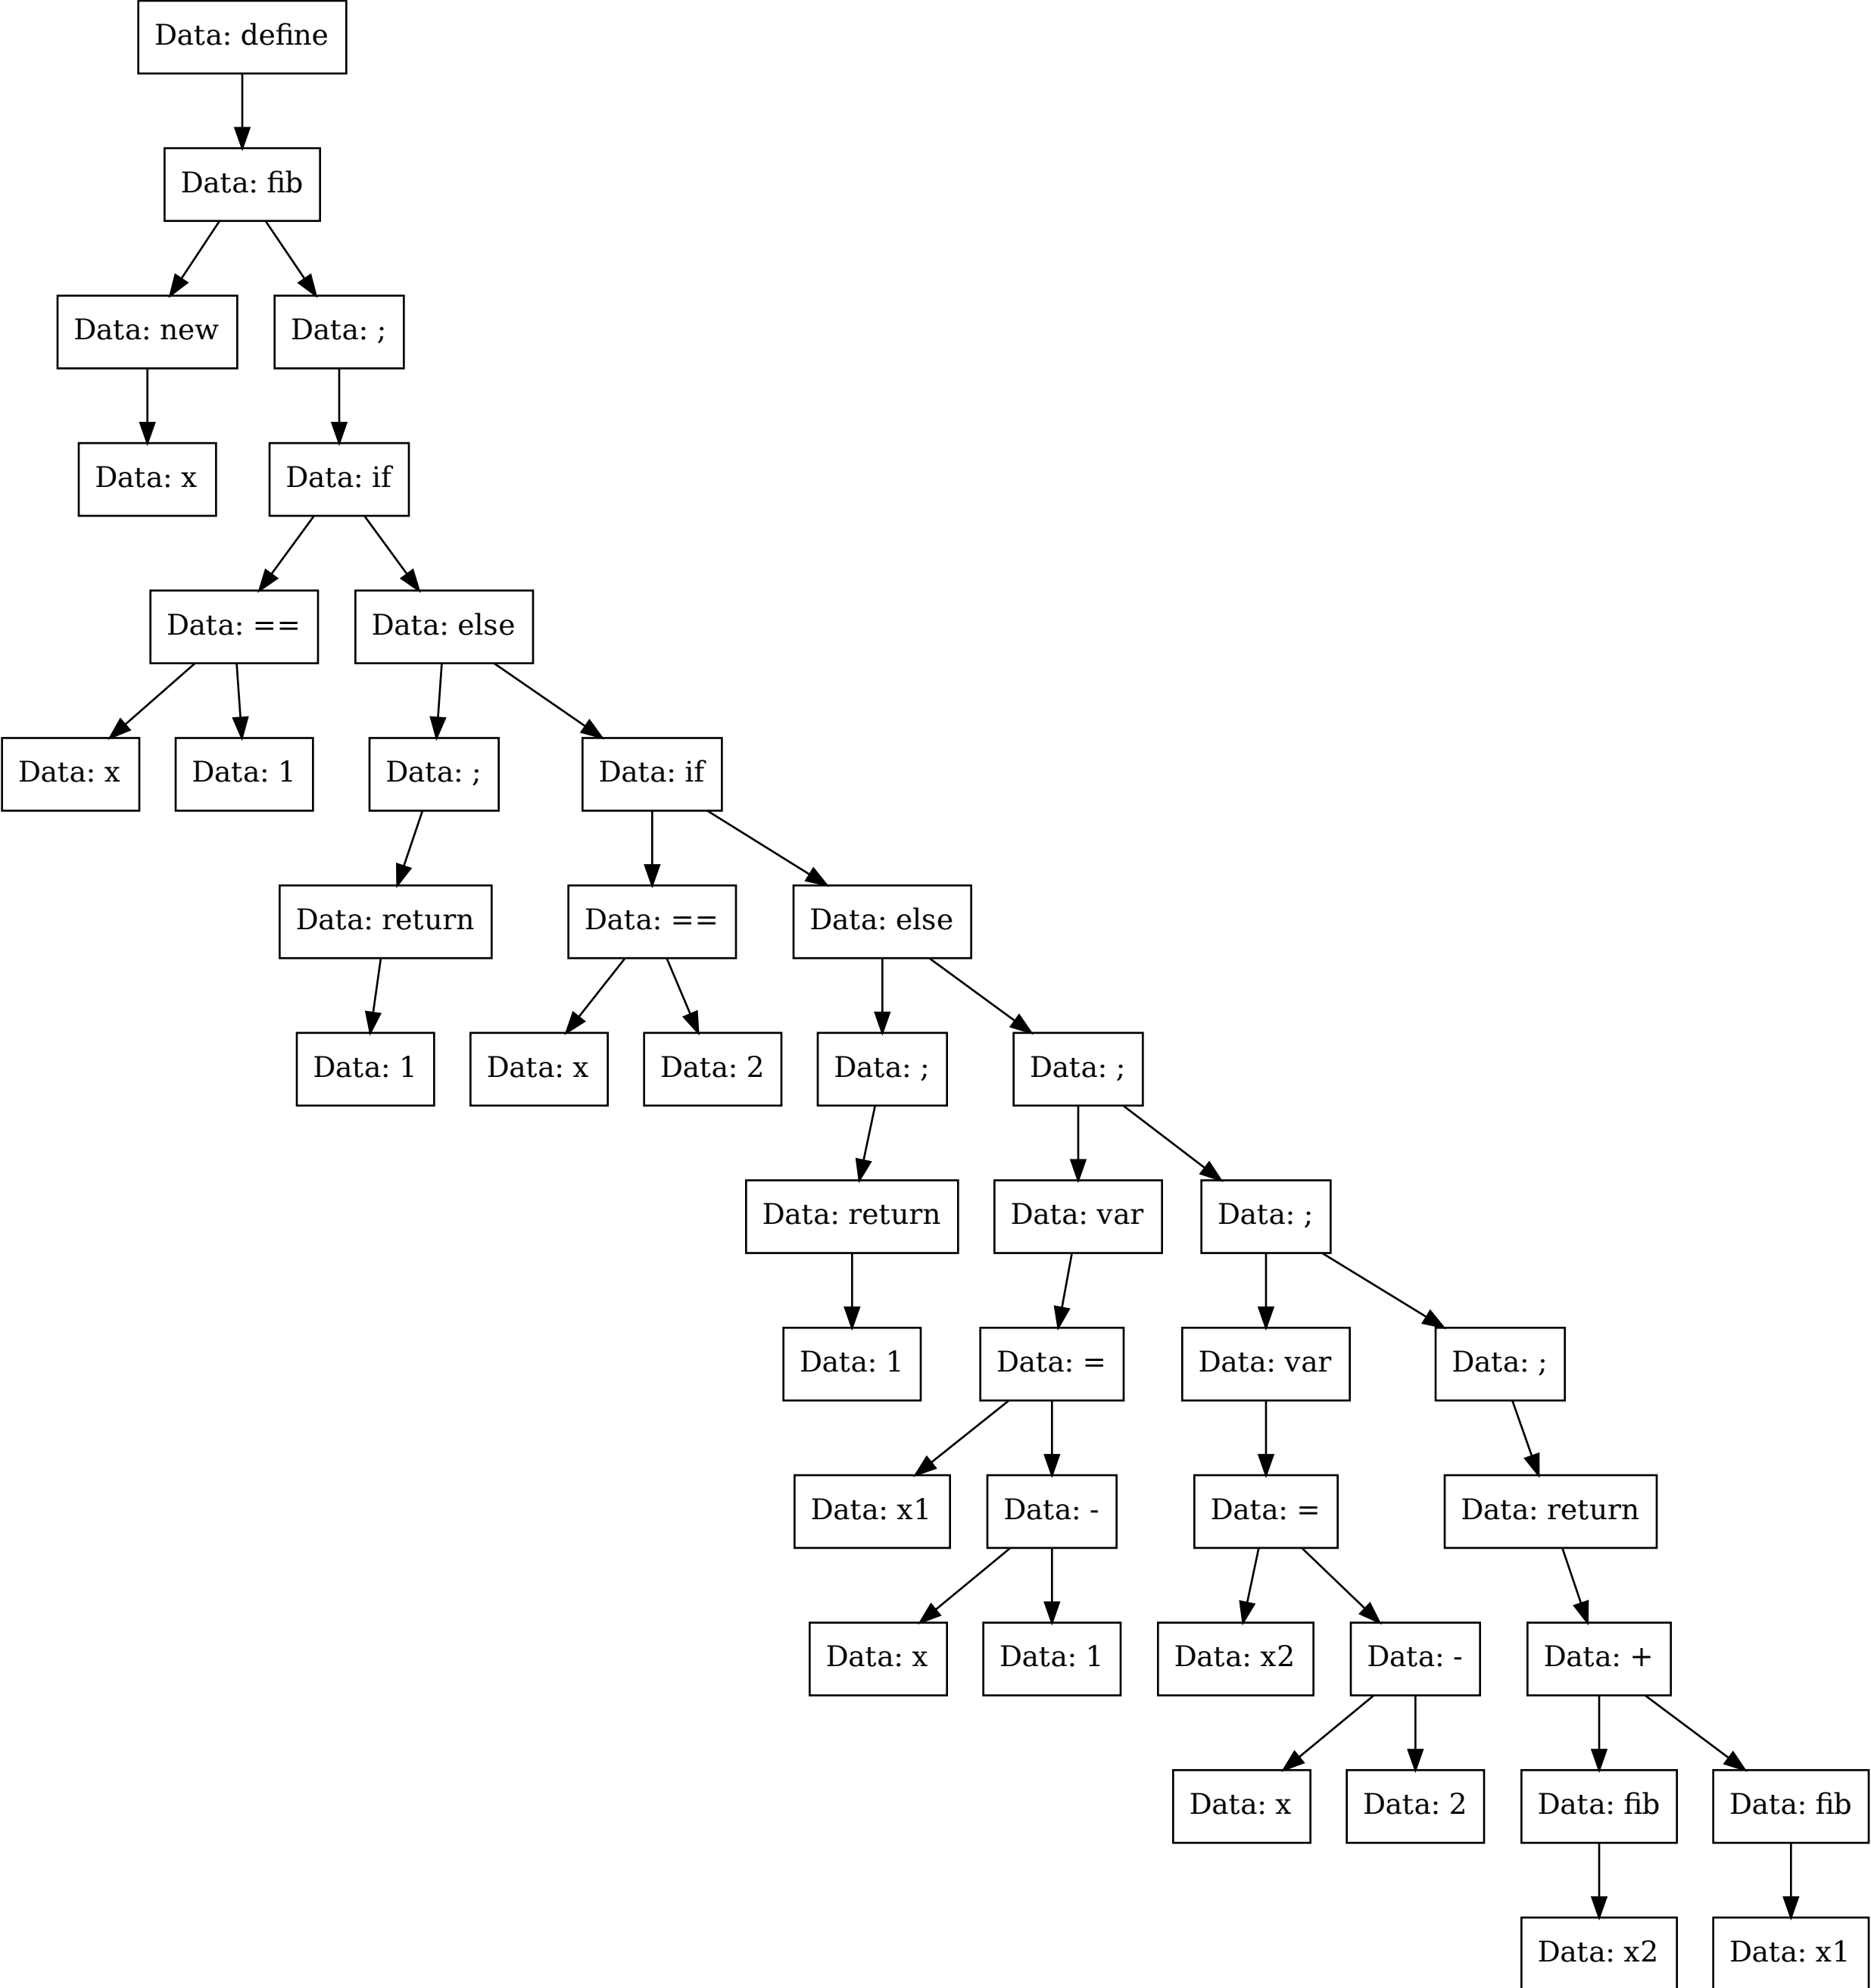 Data: define
Data: fib
Data: new
Data: ;
Data: x
Data: if
Data: ==
Data: else
Data: x
Data: 1
Data: ;
Data: if
Data: return
Data: ==
Data: else
Data: 1
Data: x
Data: 2
Data: ;
Data: ;
Data: return
Data: var
Data: ;
Data: 1
Data: =
Data: var
Data: ;
Data: x1
Data: -
Data: =
Data: return
Data: x
Data: 1
Data: x2
Data: -
Data: +
Data: x
Data: 2
Data: fib
Data: fib
Data: x2
Data: x1